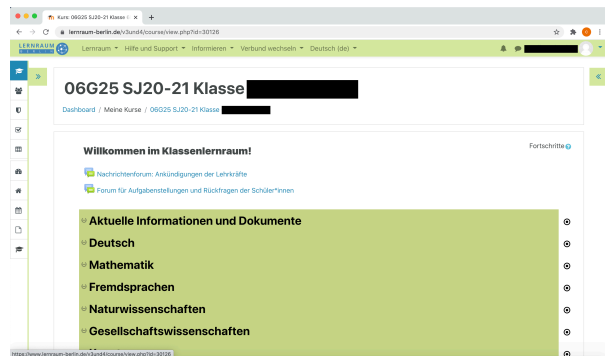 Kurs: 06G25 SJ20-21 Klasse
lernraum-berlin.de/v3und4/course/view.php?id=30126
LERNRAUM
BERLIN
Lernraum Hilfe und Support Informieren Verbund wechseln Deutsch (de)
06G25 SJ20-21 Klasse
Dashboard / Meine Kurse / 06G25 SJ20-21 Klasse
Willkommen im Klassenlernraum!
Fortschritte
Nachrichtenforum: Ankündigungen der Lehrkräfte
Forum für Aufgabenstellungen und Rückfragen der Schüler*innen
Aktuelle Informationen und Dokumente
Deutsch
Mathematik
Fremdsprachen
Naturwissenschaften
Gesellschaftswissenschaften
https://www.lernraum-berlin.de/v3und4/course/view.php?id=30126